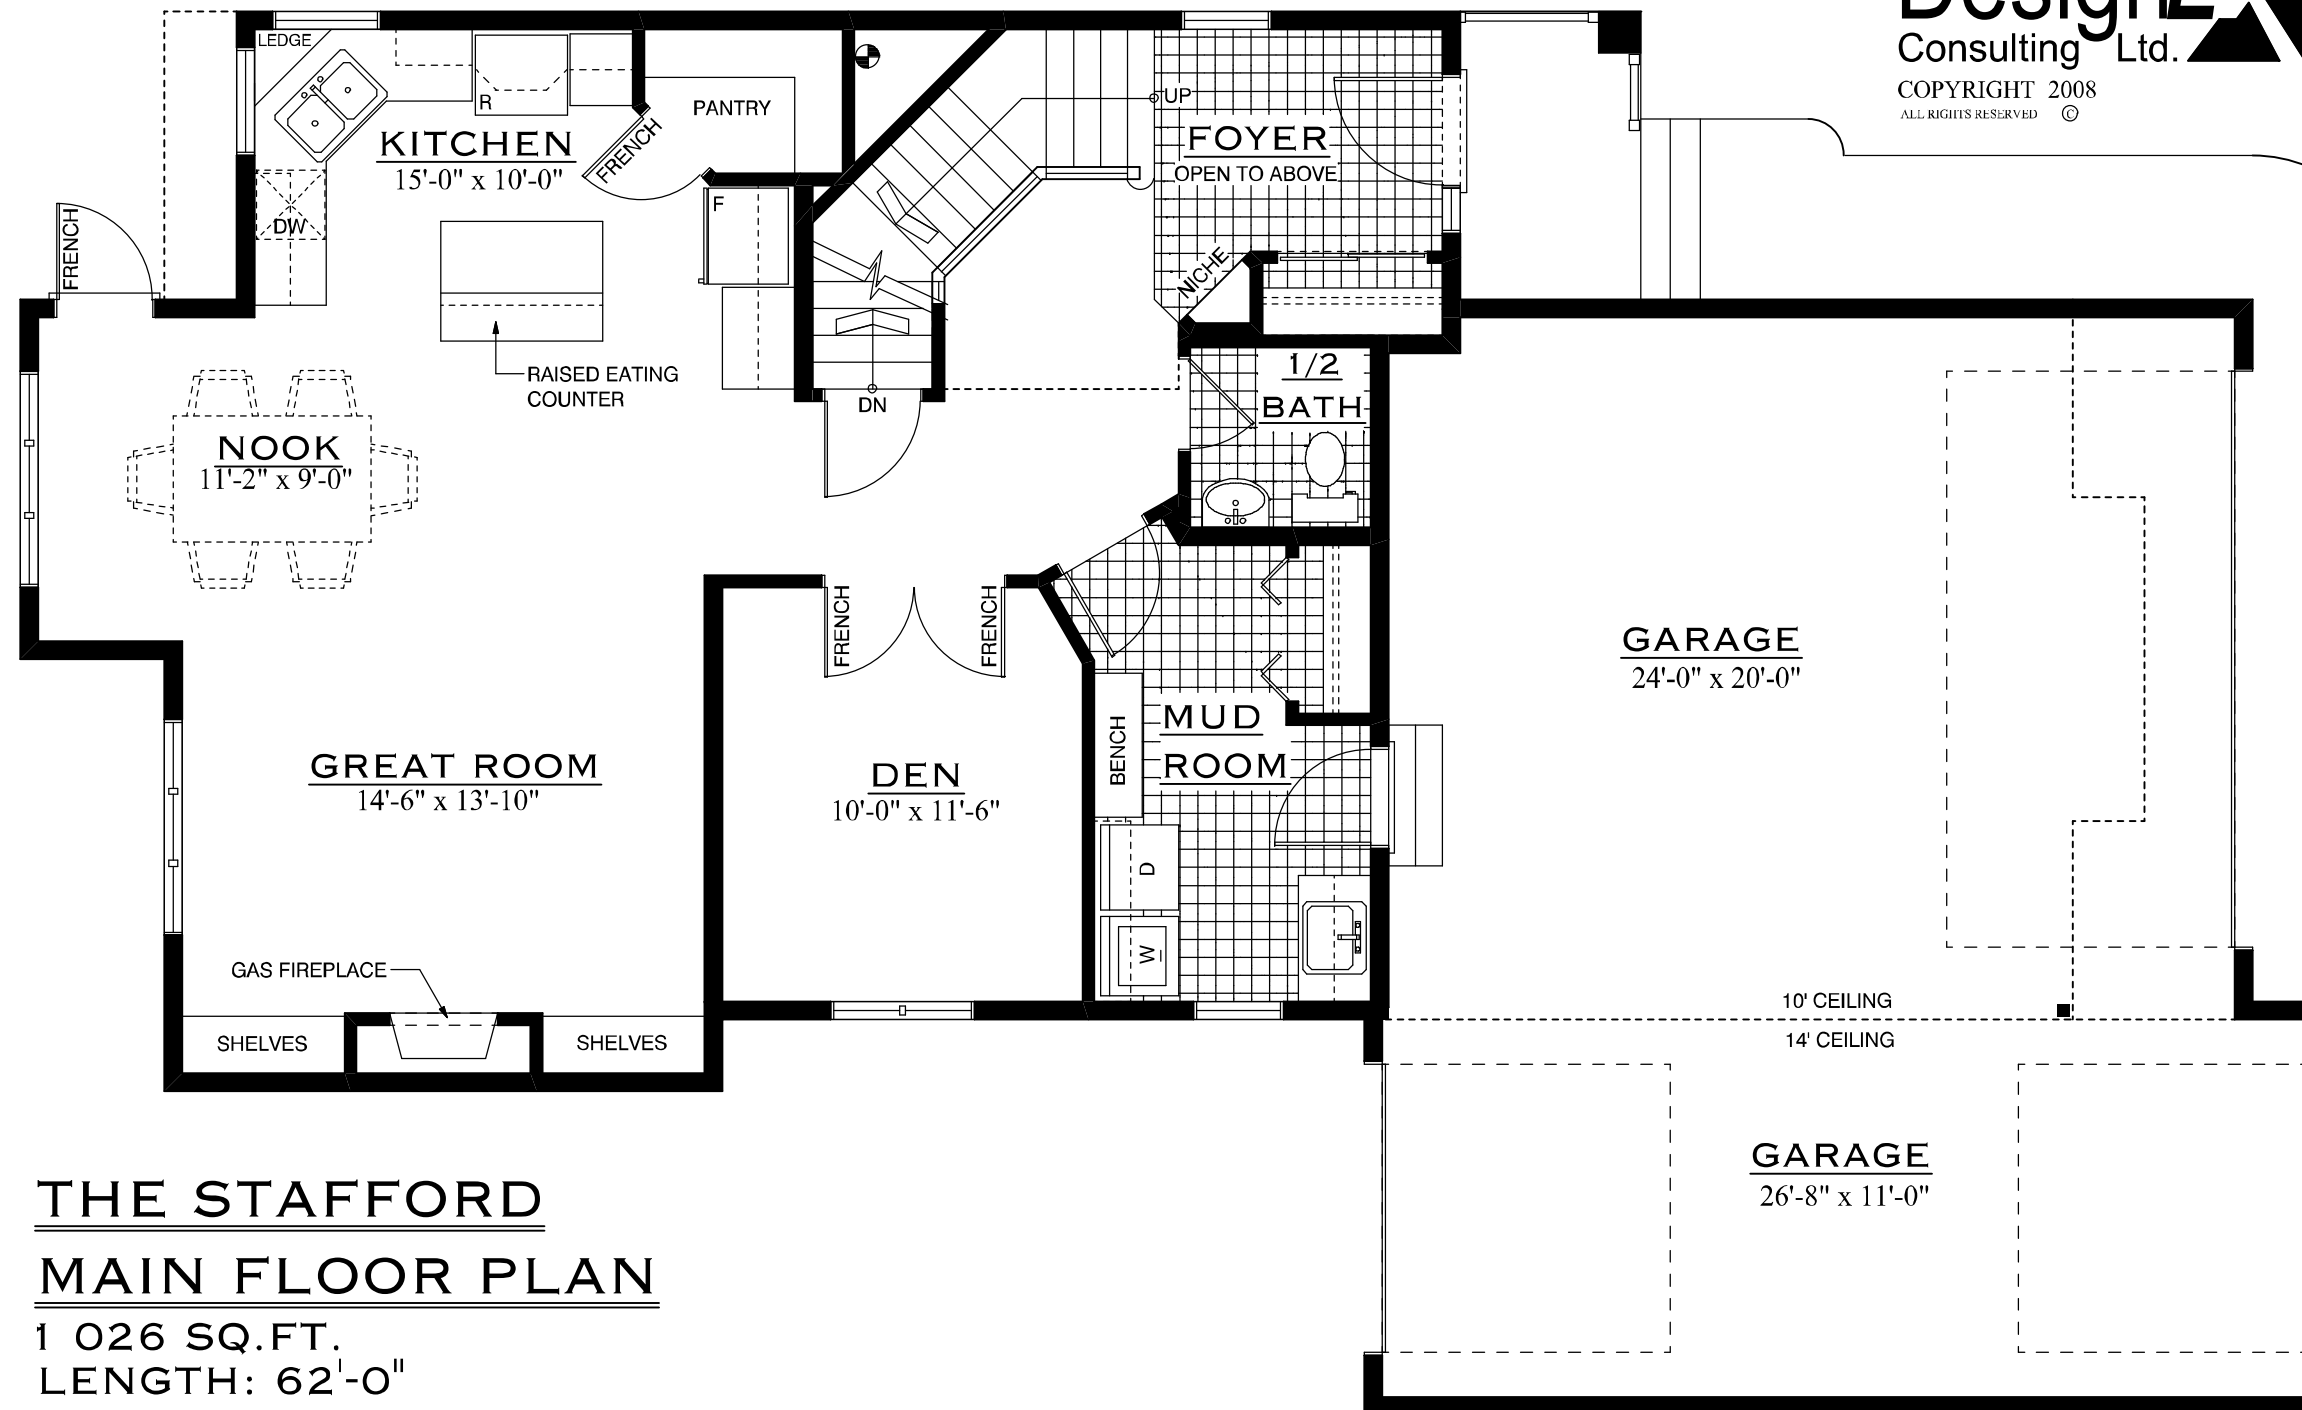 Design
Consulting Ltd.
COPYRIGHT 2008
ALL RIGHTS RESERVED ©
LEDGE
R
KITCHEN
15'-0" x 10'-0"
FRENCH
PANTRY
UP
FOYER
OPEN TO ABOVE
FRENCH
DW
F
NICHE
RAISED EATING
COUNTER
DN
1/2
BATH
NOOK
11'-2" x 9'-0"
FRENCH
FRENCH
GARAGE
24'-0" x 20'-0"
BENCH
MUD
ROOM
GREAT ROOM
14'-6" x 13'-10"
DEN
10'-0" x 11'-6"
D
W
GAS FIREPLACE
SHELVES
SHELVES
10' CEILING
14' CEILING
GARAGE
26'-8" x 11'-0"
THE STAFFORD
MAIN FLOOR PLAN
1 026 SQ.FT.
LENGTH: 62'-0"